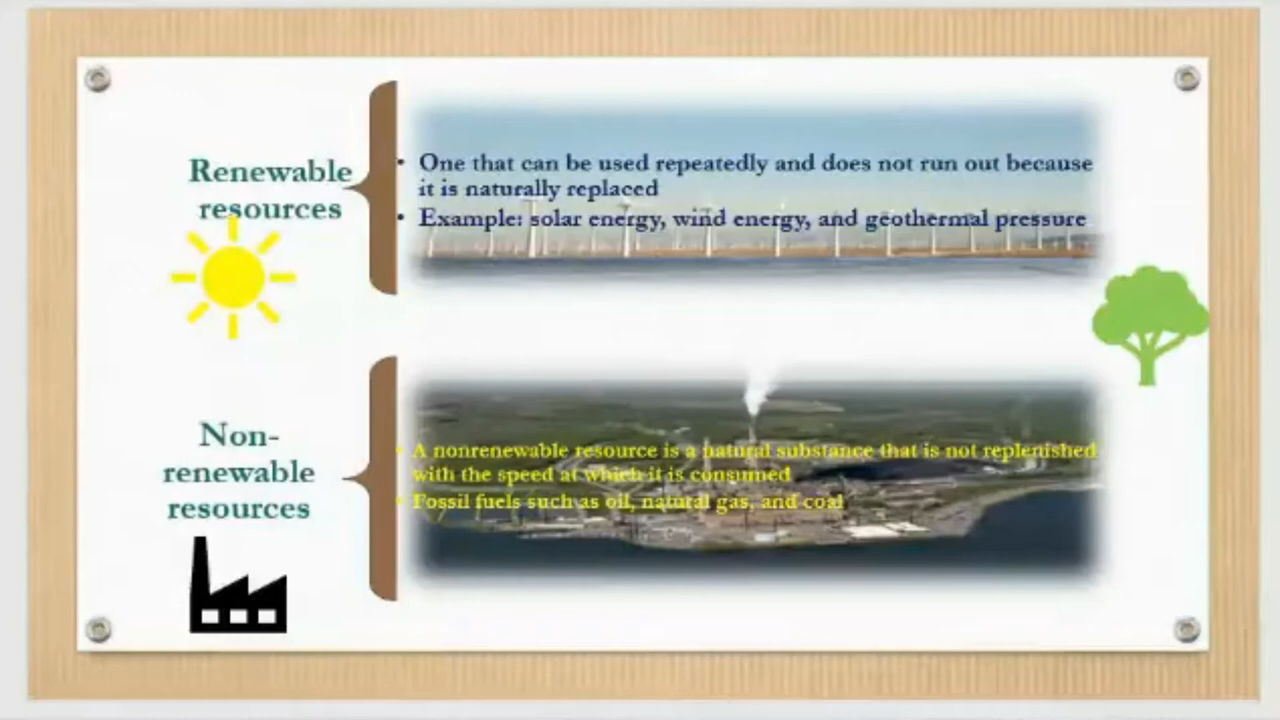 Renewable
resources
• One that can be used repeatedly and does not run out because
it is naturally replaced
• Example: solar energy, wind energy, and geothermal pressure
Non-
renewable
resources
• A nonrenewable resource is a natural substance that is not replenished
with the speed at which it is consumed
• Fossil fuels such as oil, natural gas, and coal